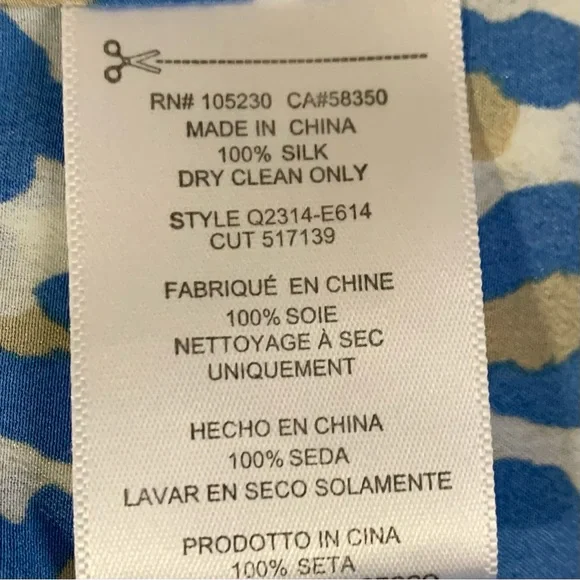 RN# 105230 CA#58350
MADE IN CHINA
100% SILK
DRY CLEAN ONLY
STYLE Q2314-E614
CUT 517139
FABRIQUÉ EN CHINE
100% SOIE
NETTOYAGE À SEC
UNIQUEMENT
HECHO EN CHINA
100% SEDA
LAVAR EN SECO SOLAMENTE
PRODOTTO IN CINA
100% SETA